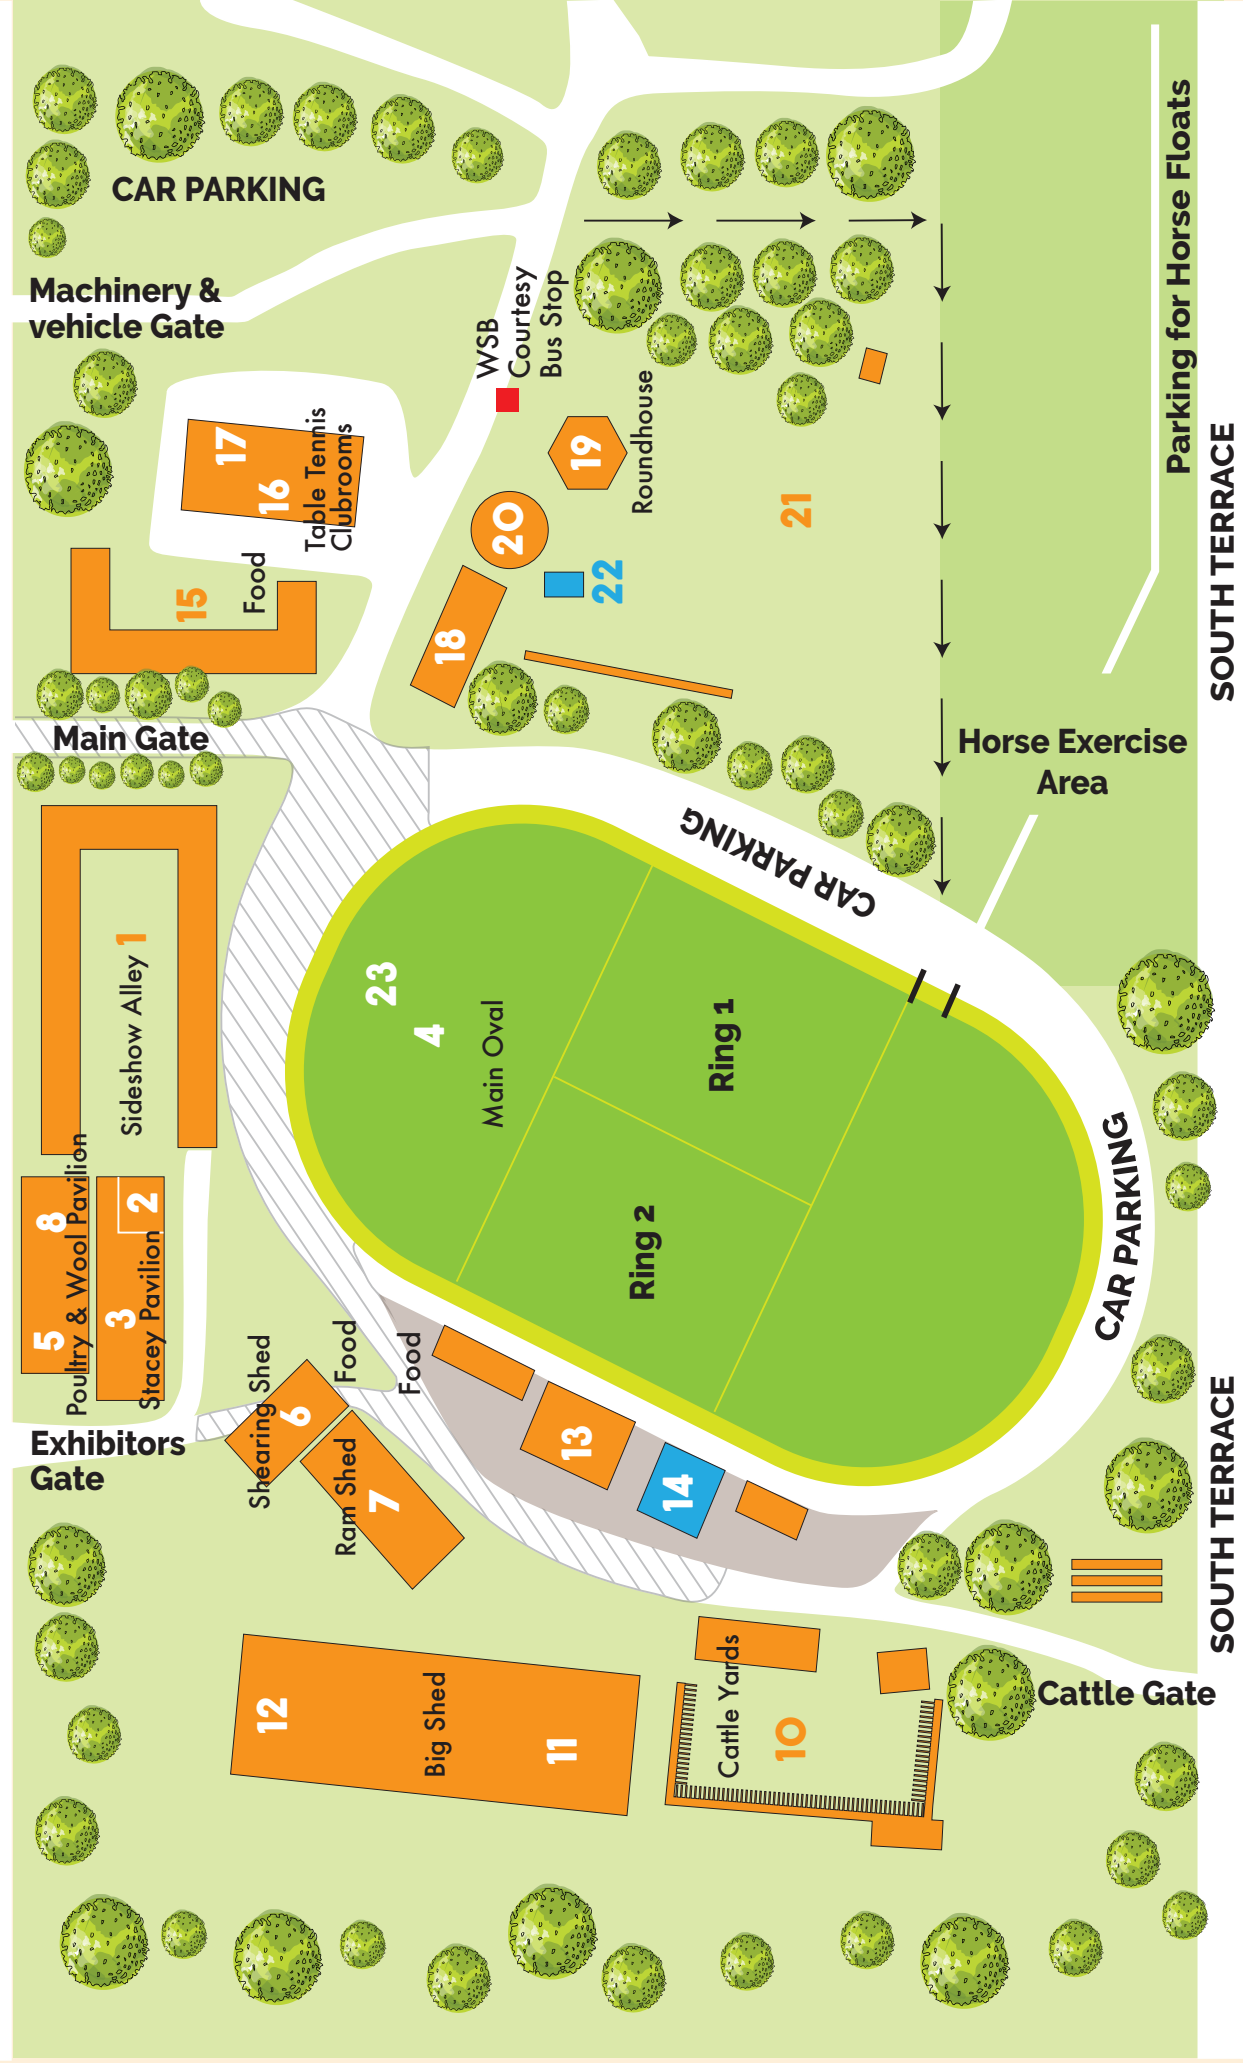 CAR PARKING
Machinery &
vehicle Gate
WSB
Courtesy
Bus Stop
Parking for Horse Floats
SOUTH TERRACE
17
16
Table Tennis
Clubrooms
19
Roundhouse
20
21
22
15
Food
18
Main Gate
Horse Exercise
Area
CAR PARKING
Sideshow Alley 1
23
4
Main Oval
Ring 1
Ring 2
CAR PARKING
8
5
Poultry & Wool Pavilion
2
3
Stacey Pavilion
Exhibitors
Gate
Shearing Shed
6
Food
Food
Ram Shed
7
13
14
SOUTH TERRACE
12
Big Shed
11
Cattle Yards
10
Cattle Gate